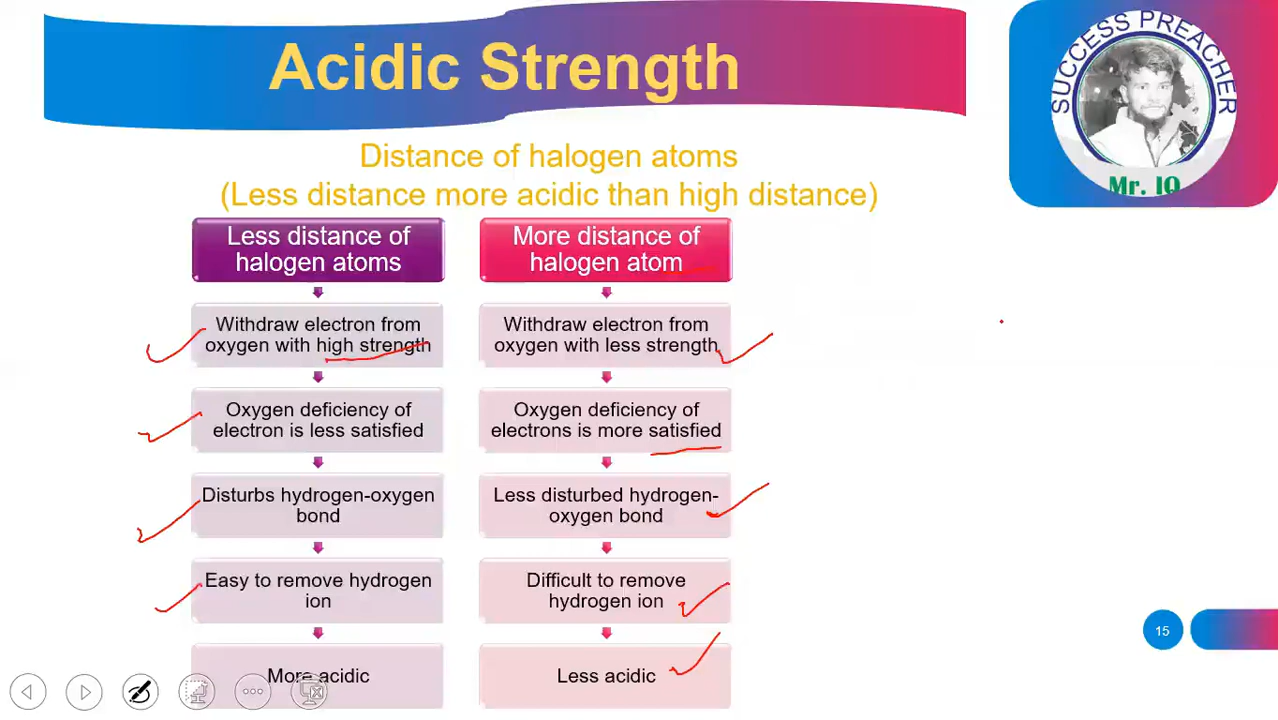 Acidic Strength
SUCCESS PREACHER
Mr. IQ
Distance of halogen atoms
(Less distance more acidic than high distance)
Less distance of
halogen atoms
Withdraw electron from
oxygen with high strength
Oxygen deficiency of
electron is less satisfied
Disturbs hydrogen-oxygen
bond
Easy to remove hydrogen
ion
More acidic
More distance of
halogen atom
Withdraw electron from
oxygen with less strength
Oxygen deficiency of
electrons is more satisfied
Less disturbed hydrogen-
oxygen bond
Difficult to remove
hydrogen ion
Less acidic
15